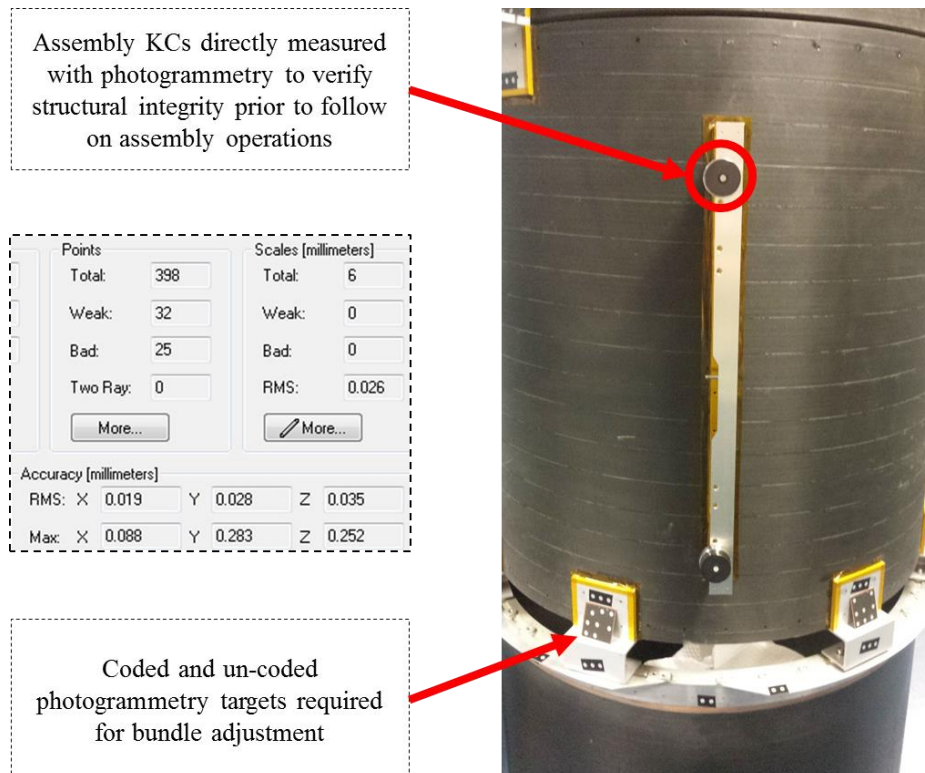 Assembly KCs directly measured
with photogrammetry to verify
structural integrity prior to follow
on assembly operations
Points
Total: 398
Weak: 32
Bad: 25
Two Ray: 0
More...
Scales [millimeters]
Total: 6
Weak: 0
Bad: 0
RMS: 0.026
More...
Accuracy [millimeters]
RMS: X 0.019 Y 0.028 Z 0.035
Max: X 0.088 Y 0.283 Z 0.252
Coded and un-coded
photogrammetry targets required
for bundle adjustment